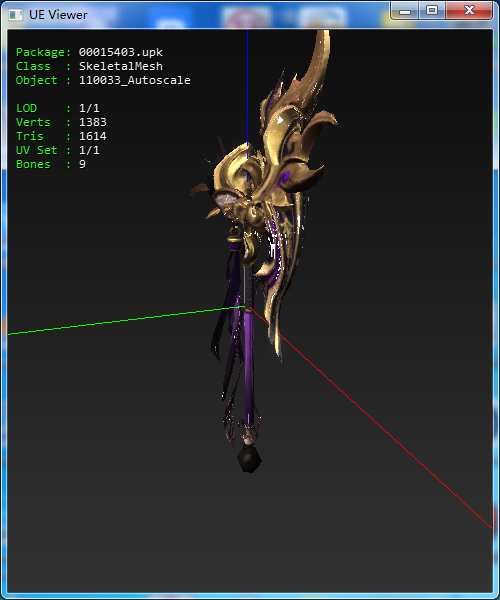 UE Viewer
Package: 00015403.upk
Class : SkeletalMesh
Object : 110033_Autoscale
LOD : 1/1
Verts : 1383
Tris : 1614
UV Set : 1/1
Bones : 9